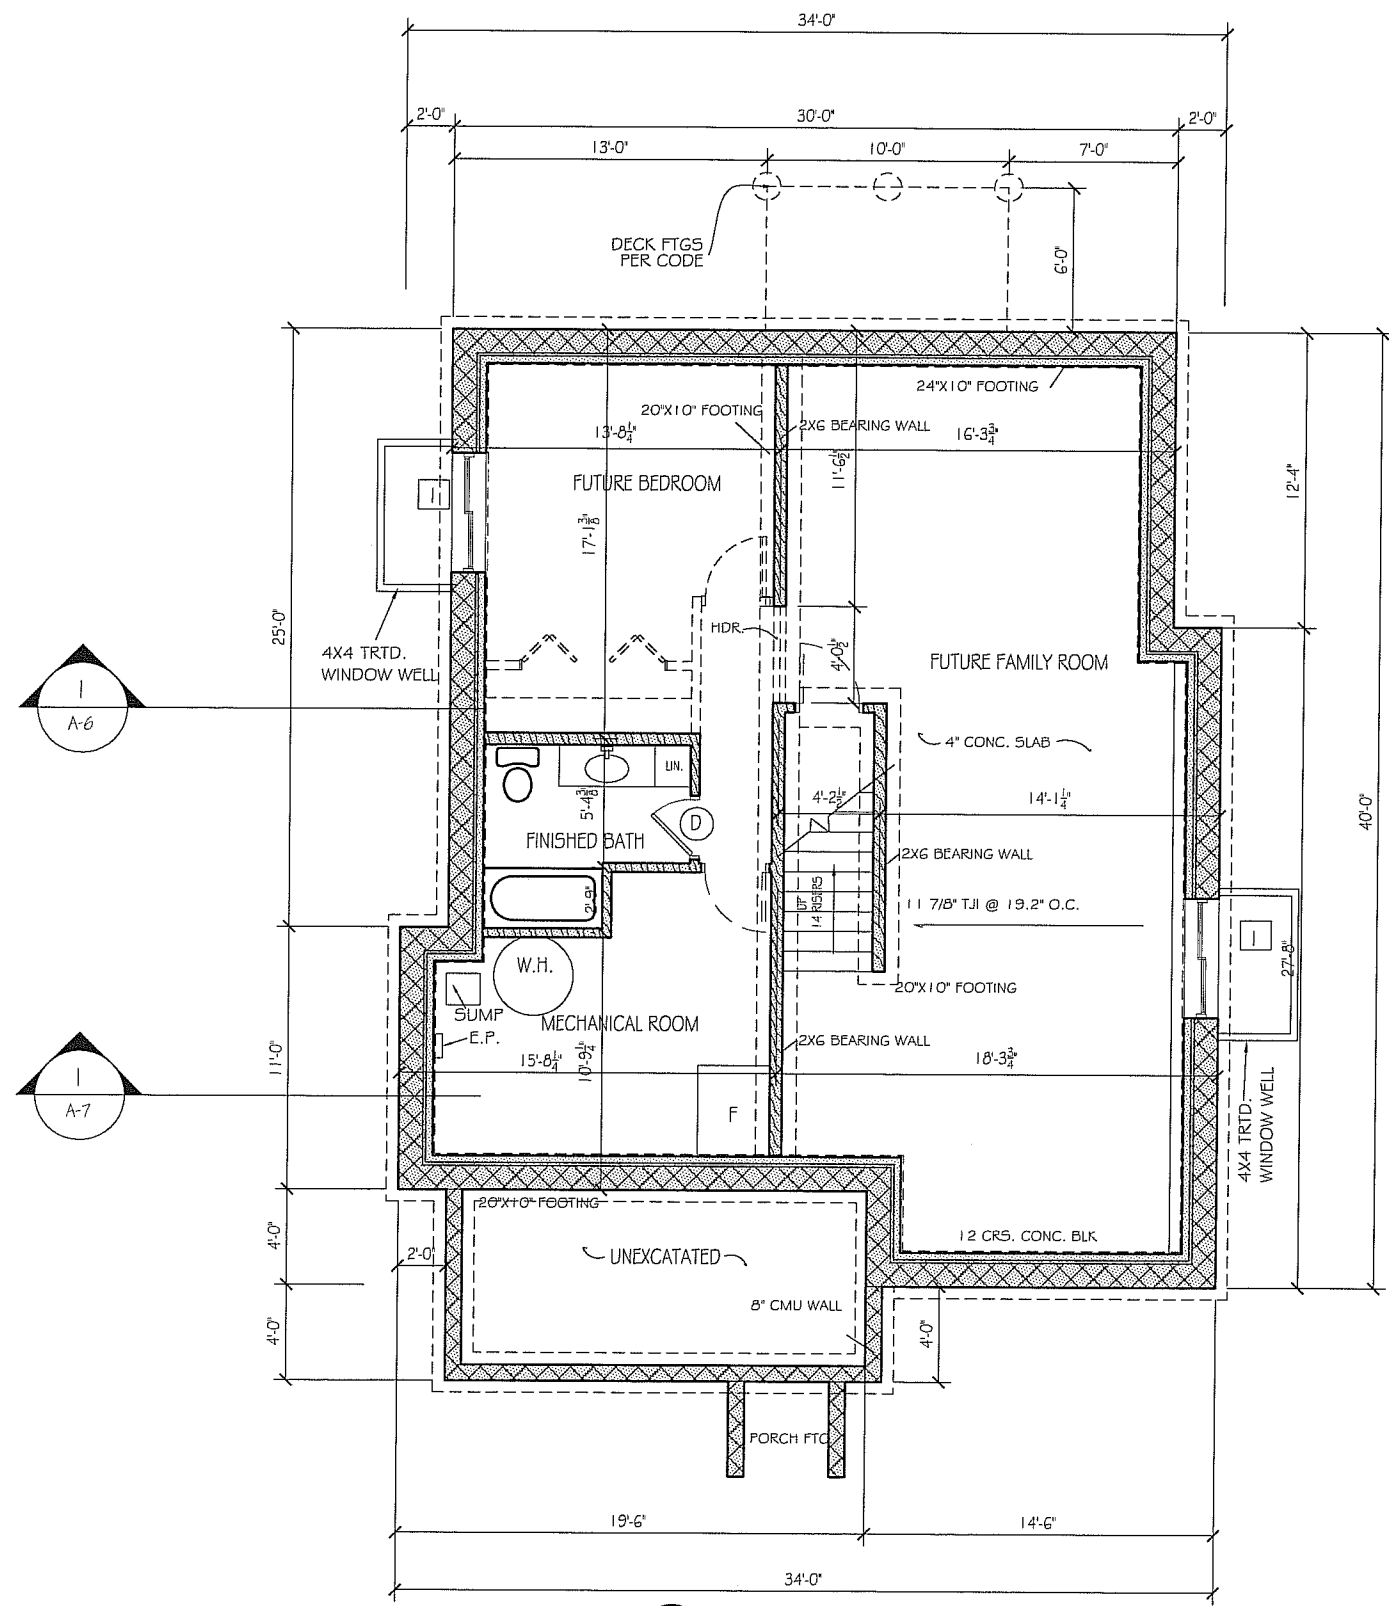 34'-0"
2'-0"
30'-0"
2'-0"
13'-0"
10'-0"
7'-0"
DECK FTGS
PER CODE
6'-0"
24"X10" FOOTING
20"X10" FOOTING
2X6 BEARING WALL
13'-8 1/4"
16'-3 3/4"
11'-6 1/2"
12'-4"
FUTURE BEDROOM
1
17'-1 3/8"
25'-0"
HDR.
4X4 TRTD.
WINDOW WELL
4'-0 1/2"
FUTURE FAMILY ROOM
1
A-6
4" CONC. SLAB
LIN.
5'-4 3/8"
4'-2 1/2"
14'-1 1/4"
40'-0"
D
FINISHED BATH
2X6 BEARING WALL
2'-9"
UP
14 RISERS
11 7/8" TJI @ 19.2" O.C.
1
27'-8"
W.H.
20"X10" FOOTING
SUMP
MECHANICAL ROOM
E.P.
2X6 BEARING WALL
15'-8 1/4"
10'-9 1/4"
18'-3 3/4"
11'-0"
1
A-7
F
4X4 TRTD.
WINDOW WELL
20"X10" FOOTING
4'-0"
2'-0"
UNEXCATATED
12 CRS. CONC. BLK
8" CMU WALL
4'-0"
4'-0"
PORCH FTG
19'-6"
14'-6"
34'-0"